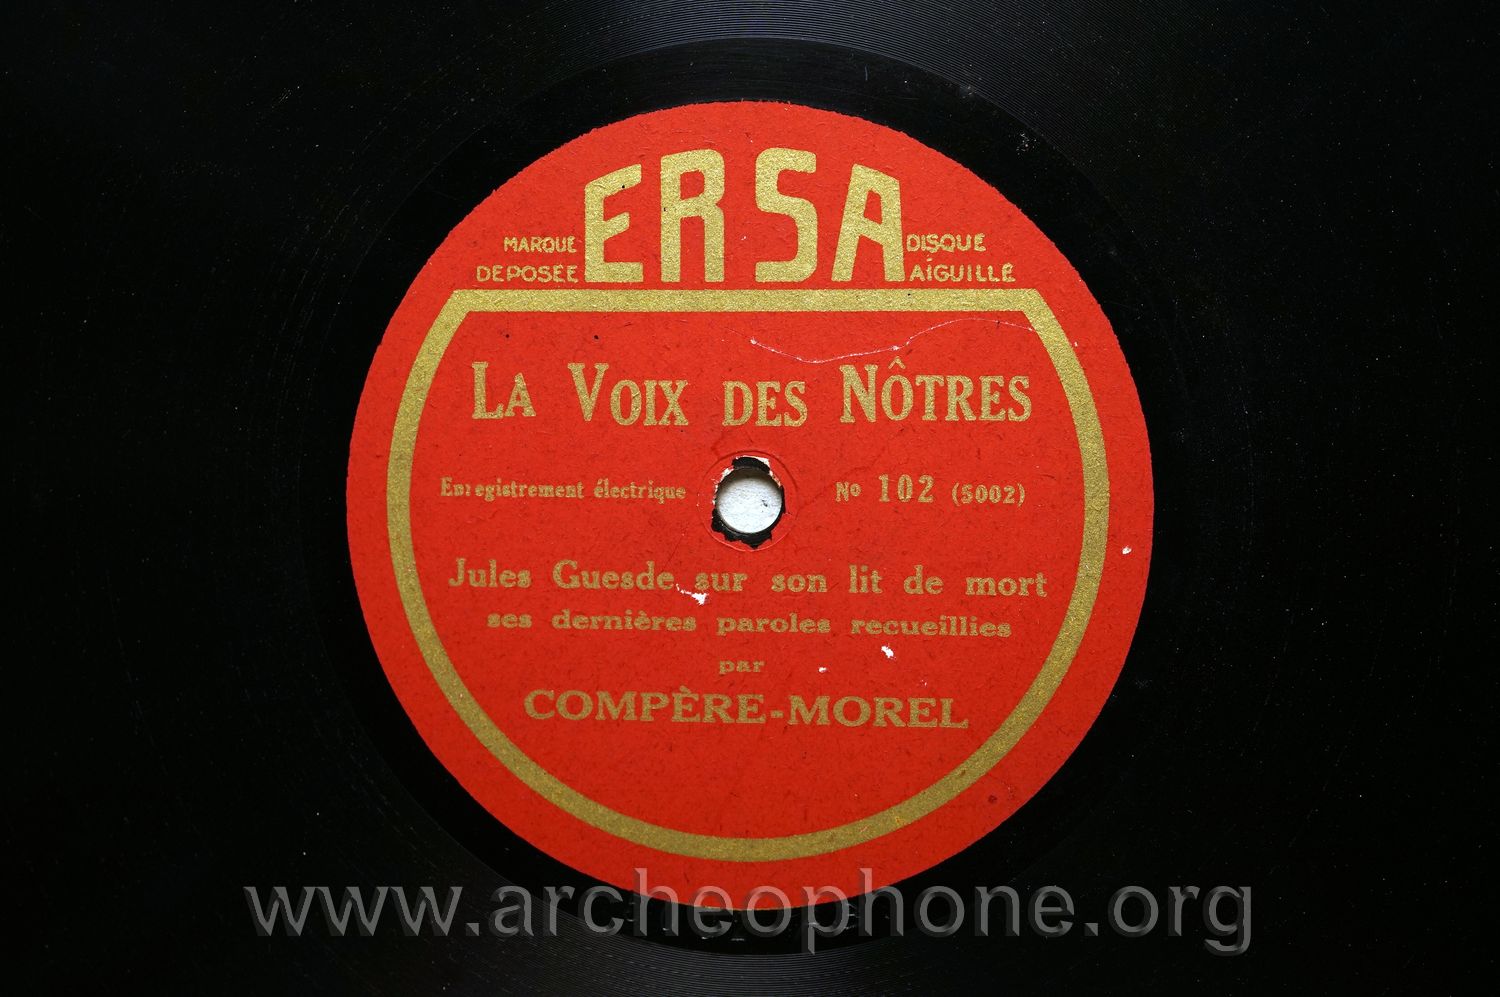 ERSA
MARQUE DISQUE
DEPOSÉE AIGUILLE
LA VOIX DES NÔTRES
Enregistrement électrique No 102 (5002)
Jules Guesde sur son lit de mort
ses dernières paroles recueillies
par
COMPÈRE-MOREL
www.archeophone.org